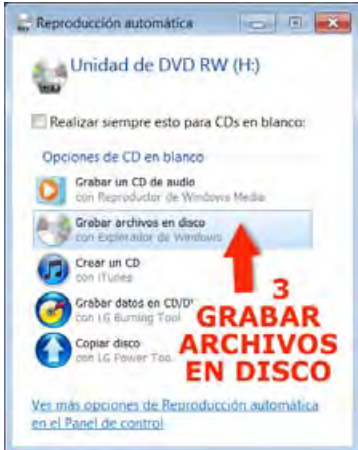 Reproducción automática
Unidad de DVD RW (H:)
Realizar siempre esto para CDs en blanco:
Opciones de CD en blanco
Grabar un CD de audio
con Reproductor de Windows Media
Grabar archivos en disco
con Explorador de Windows
Crear un CD
con iTunes
Grabar datos en CD/D
con LG Burning Tool
Copiar disco
con LG Power Too
3
GRABAR
ARCHIVOS
EN DISCO
Ver más opciones de Reproducción automática
en el Panel de control